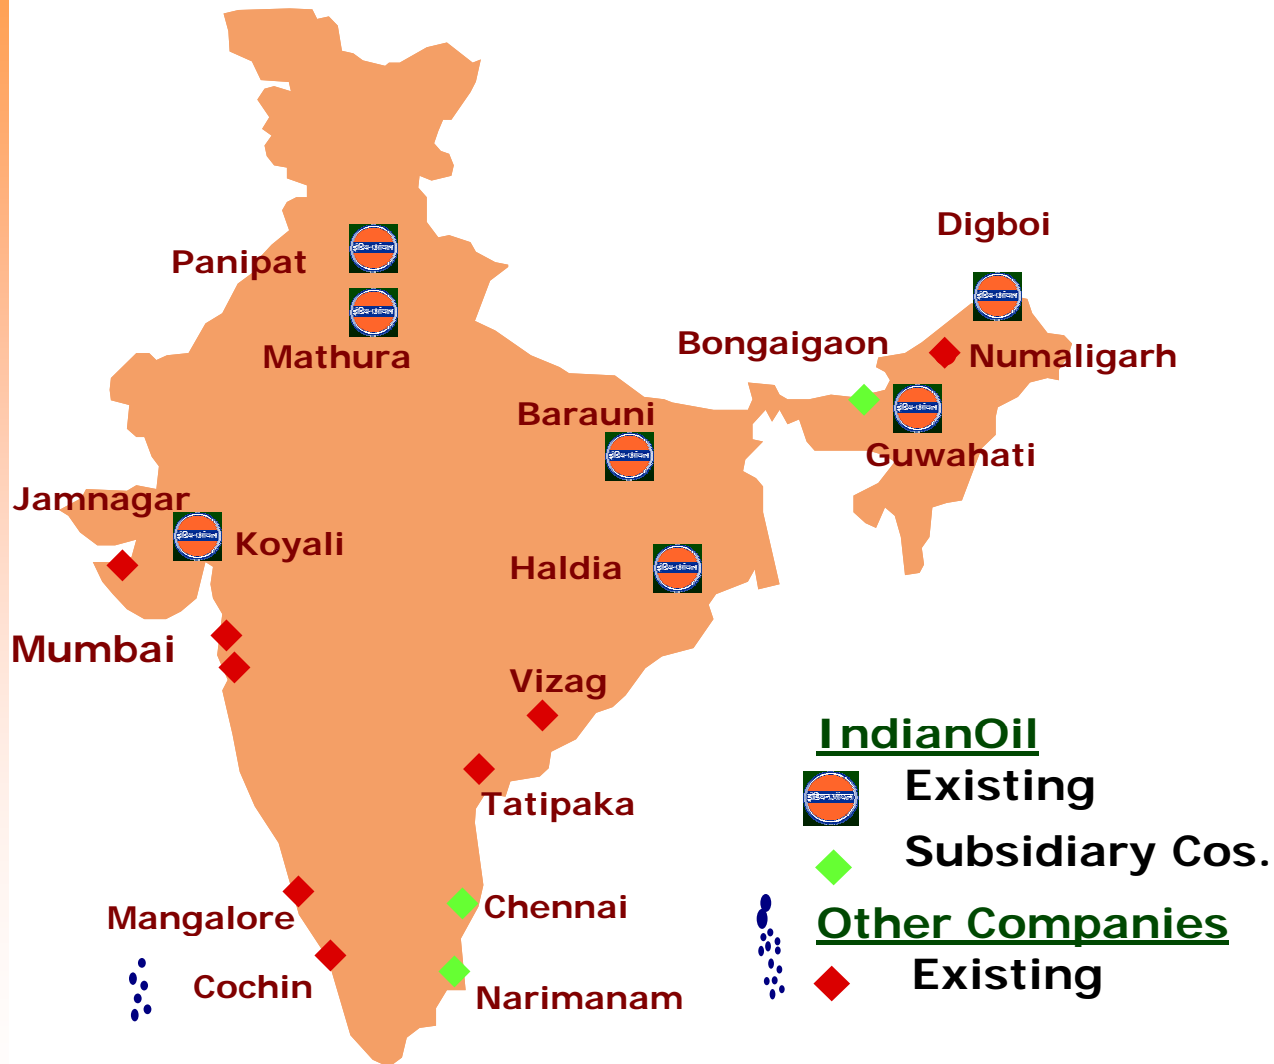 Digboi
Panipat
Bongaigaon
Numaligarh
Mathura
Barauni
Guwahati
Jamnagar
Koyali
Haldia
Mumbai
Vizag
Tatipaka
Chennai
Mangalore
Cochin
Narimanam
IndianOil
इंडियनऑयल Existing
Subsidiary Cos.
Other Companies
Existing